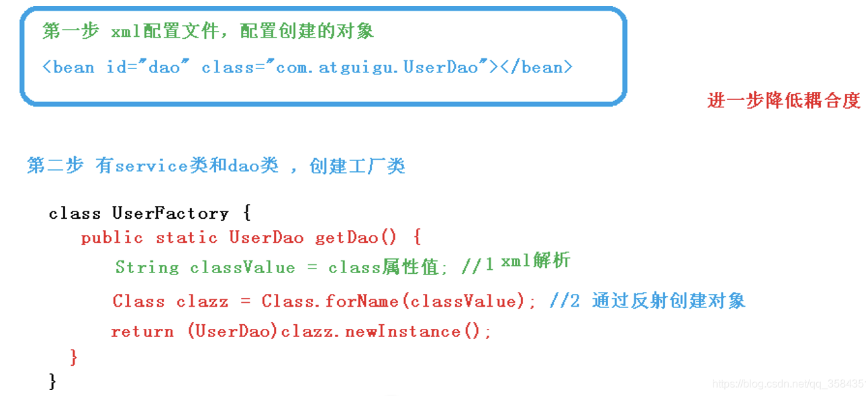 第一步 xml配置文件，配置创建的对象
<bean id="dao" class="com.atguigu.UserDao"></bean>
进一步降低耦合度
第二步 有service类和dao类 ，创建工厂类
class UserFactory {
public static UserDao getDao() {
String classValue = class属性值; //1 xml解析
Class clazz = Class.forName(classValue); //2 通过反射创建对象
return (UserDao)clazz.newInstance();
}
}
https://blog.csdn.net/qq_358435